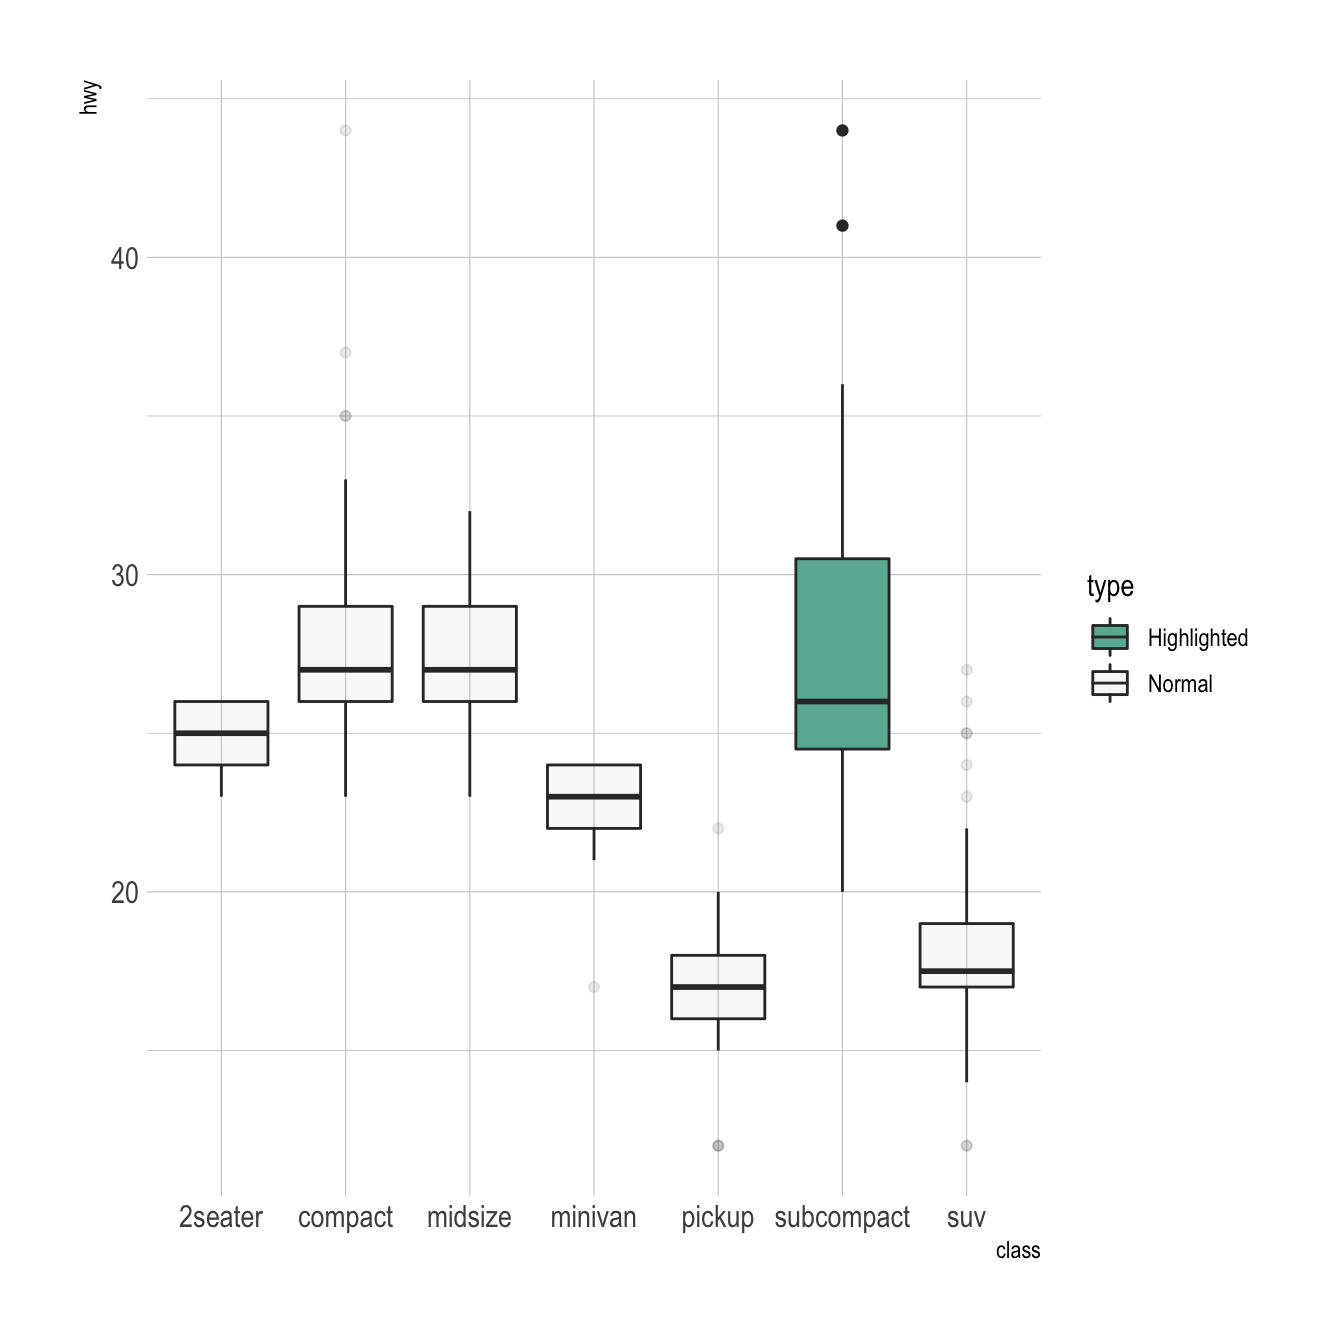 hwy
40
30
20
2seater compact midsize minivan pickup subcompact suv
class
type
Highlighted
Normal